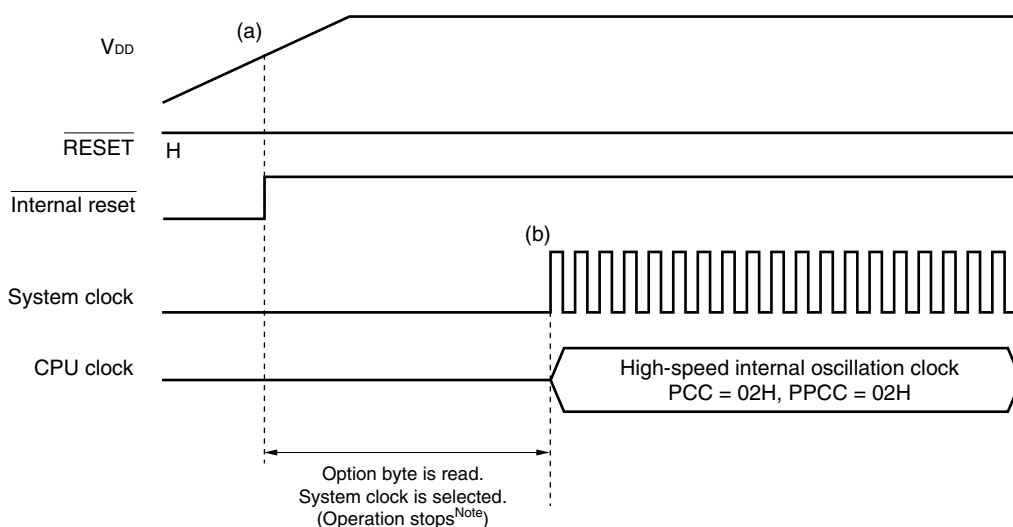 (a)
VDD
RESET
H
Internal reset
(b)
System clock
CPU clock
High-speed internal oscillation clock
PCC = 02H, PPCC = 02H
Option byte is read.
System clock is selected.
(Operation stopsNote)